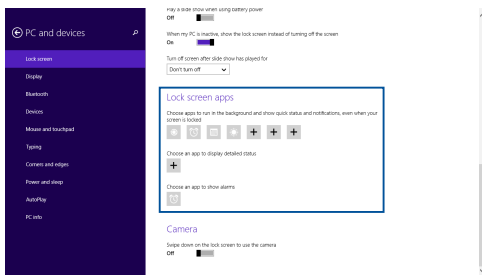 PC and devices
Lock screen
Display
Bluetooth
Devices
Mouse and touchpad
Typing
Corners and edges
Power and sleep
AutoPlay
PC info
Play a slide show when using battery power
Off
When my PC is inactive, show the lock screen instead of turning off the screen
On
Turn off screen after slide show has played for
Don't turn off
Lock screen apps
Choose apps to run in the background and show quick status and notifications, even when your
screen is locked
Choose an app to display detailed status
Choose an app to show alarms
Camera
Swipe down on the lock screen to use the camera
Off